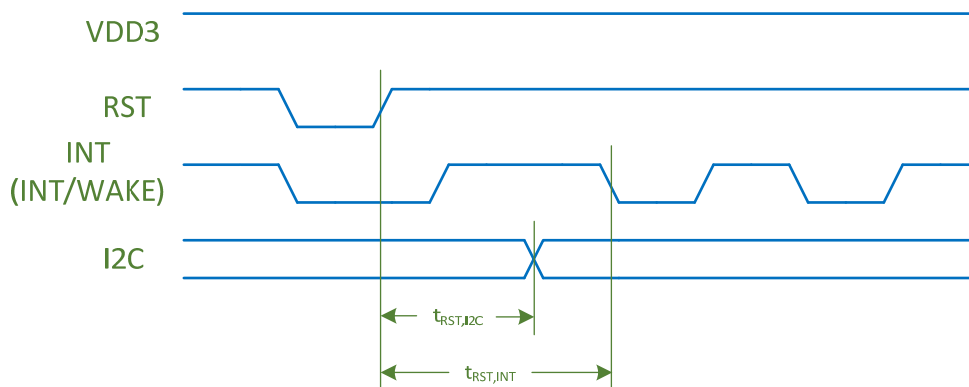 VDD3
RST
INT
(INT/WAKE)
I2C
tRST,I2C
tRST,INT